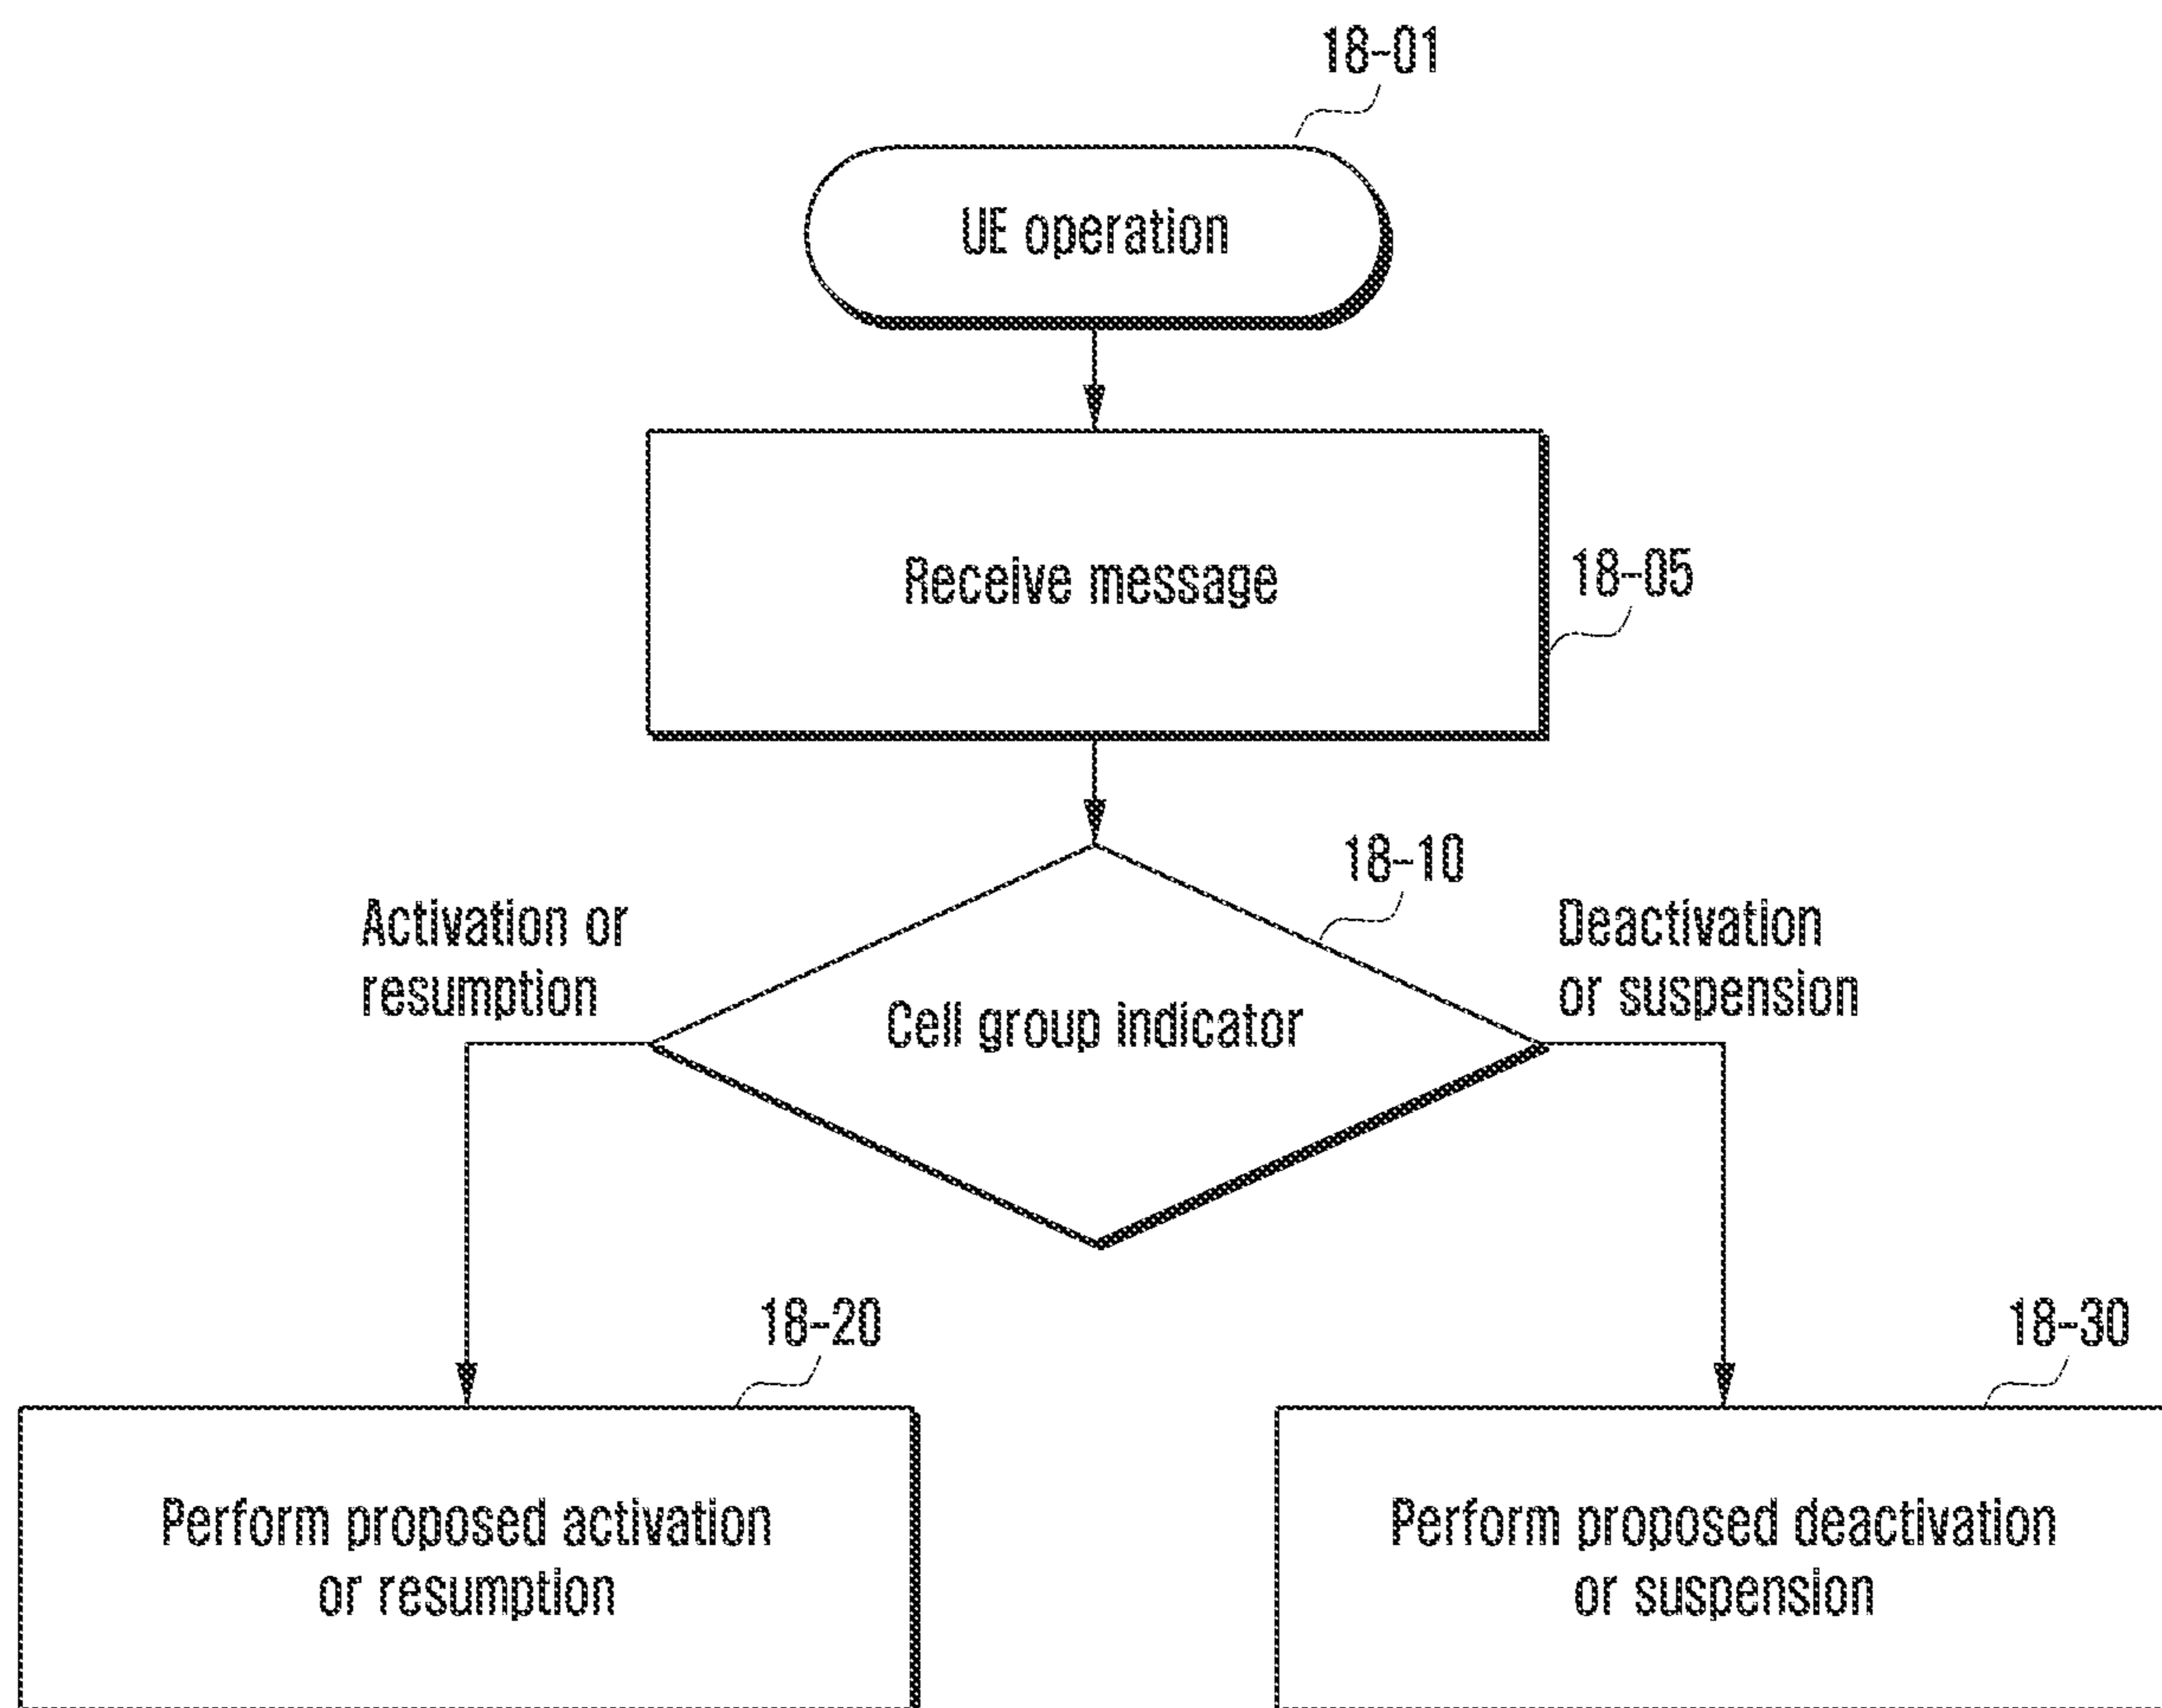 18-01
UE operation
Receive message
18-05
18-10
Activation or
resumption
Deactivation
or suspension
Cell group indicator
18-20
18-30
Perform proposed activation
or resumption
Perform proposed deactivation
or suspension